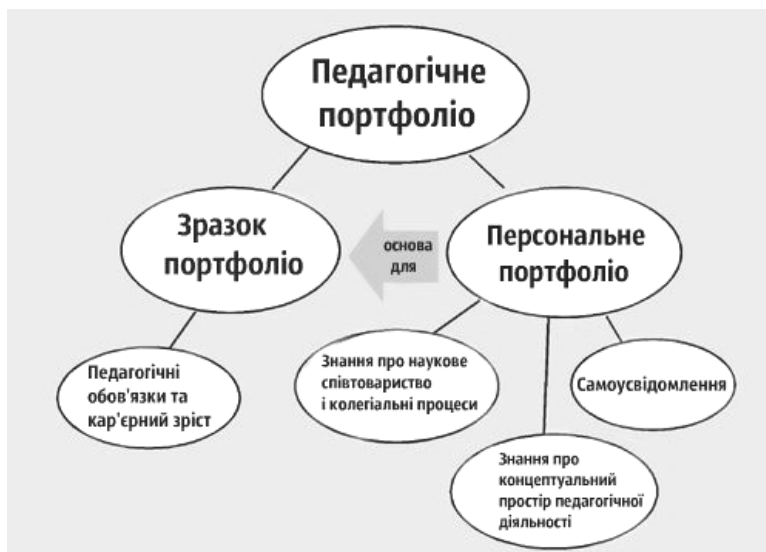 Педагогічне
портфоліо
Зразок
портфоліо
основа
для
Персональне
портфоліо
Педагогічні
обов'язки та
кар'єрний зріст
Знання про наукове
співтовариство
і колегіальні процеси
Самоусвідомлення
Знання про
концептуальний
простір педагогічної
діяльності